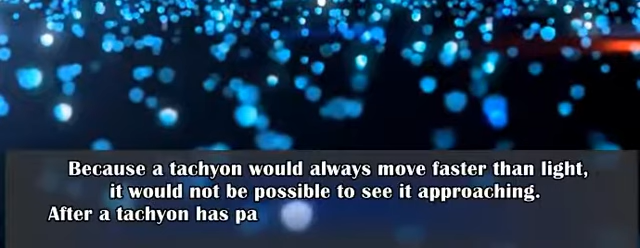 Because a tachyon would always move faster than light,
it would not be possible to see it approaching.
After a tachyon has pa